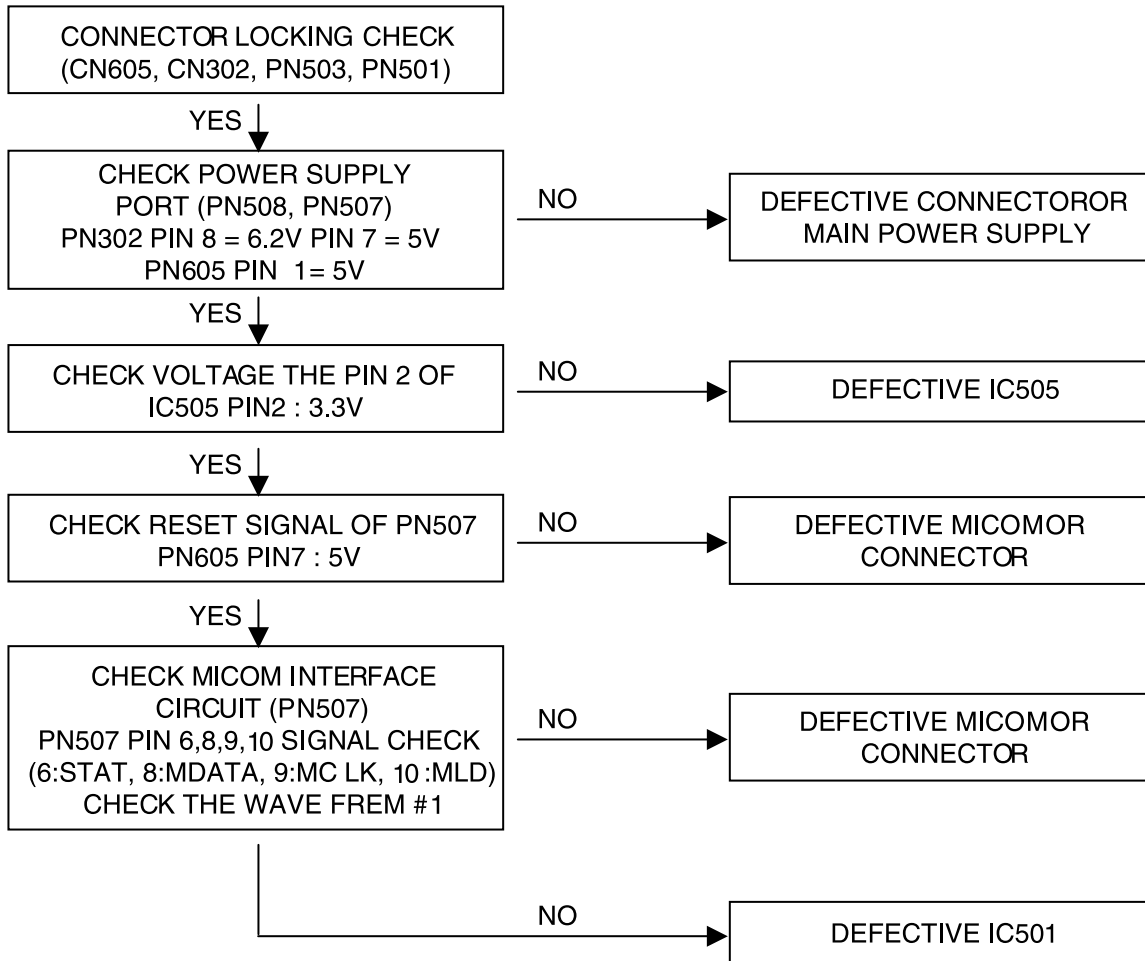 CONNECTOR LOCKING CHECK
(CN605, CN302, PN503, PN501)
YES
CHECK POWER SUPPLY
PORT (PN508, PN507)
PN302 PIN 8 = 6.2V PIN 7 = 5V
PN605 PIN 1= 5V
NO
DEFECTIVE CONNECTOROR
MAIN POWER SUPPLY
YES
CHECK VOLTAGE THE PIN 2 OF
IC505 PIN2 : 3.3V
NO
DEFECTIVE IC505
YES
CHECK RESET SIGNAL OF PN507
PN605 PIN7 : 5V
NO
DEFECTIVE MICOMOR
CONNECTOR
YES
CHECK MICOM INTERFACE
CIRCUIT (PN507)
PN507 PIN 6,8,9,10 SIGNAL CHECK
(6:STAT, 8:MDATA, 9:MC LK, 10:MLD)
CHECK THE WAVE FREM #1
NO
DEFECTIVE MICOMOR
CONNECTOR
NO
DEFECTIVE IC501